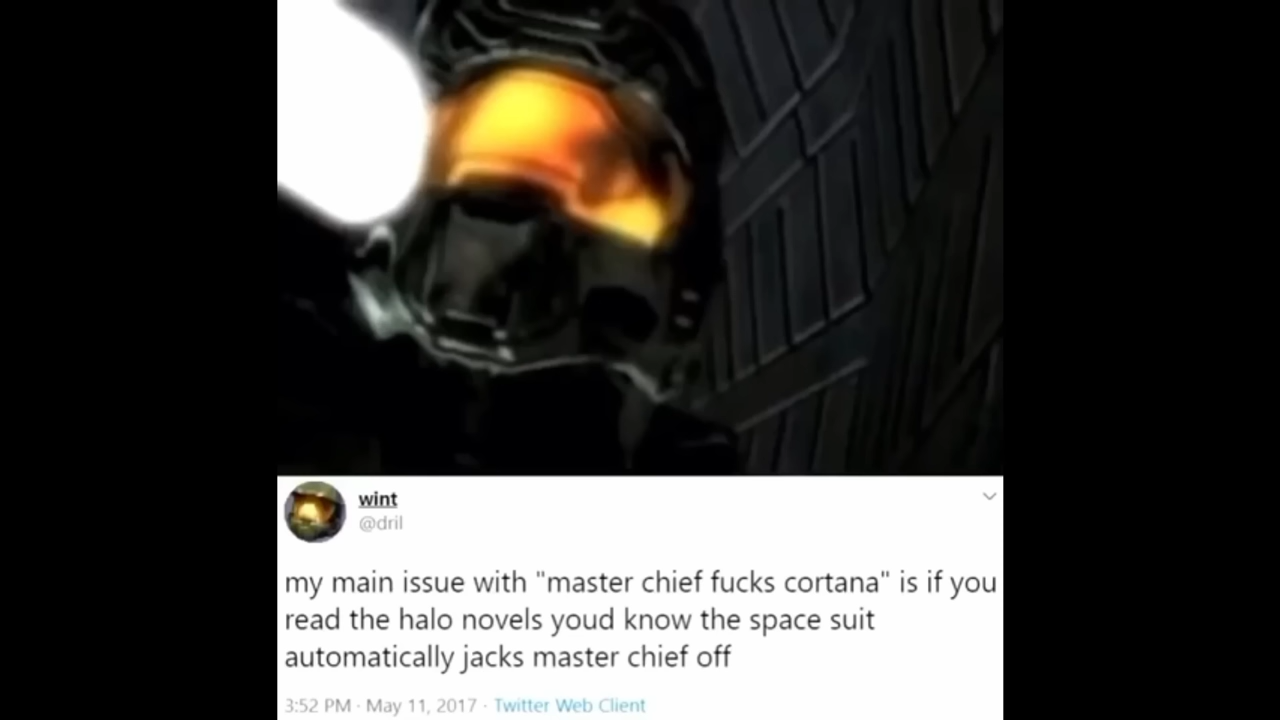 wint
@dril
my main issue with "master chief fucks cortana" is if you
read the halo novels youd know the space suit
automatically jacks master chief off
3:52 PM · May 11, 2017 · Twitter Web Client